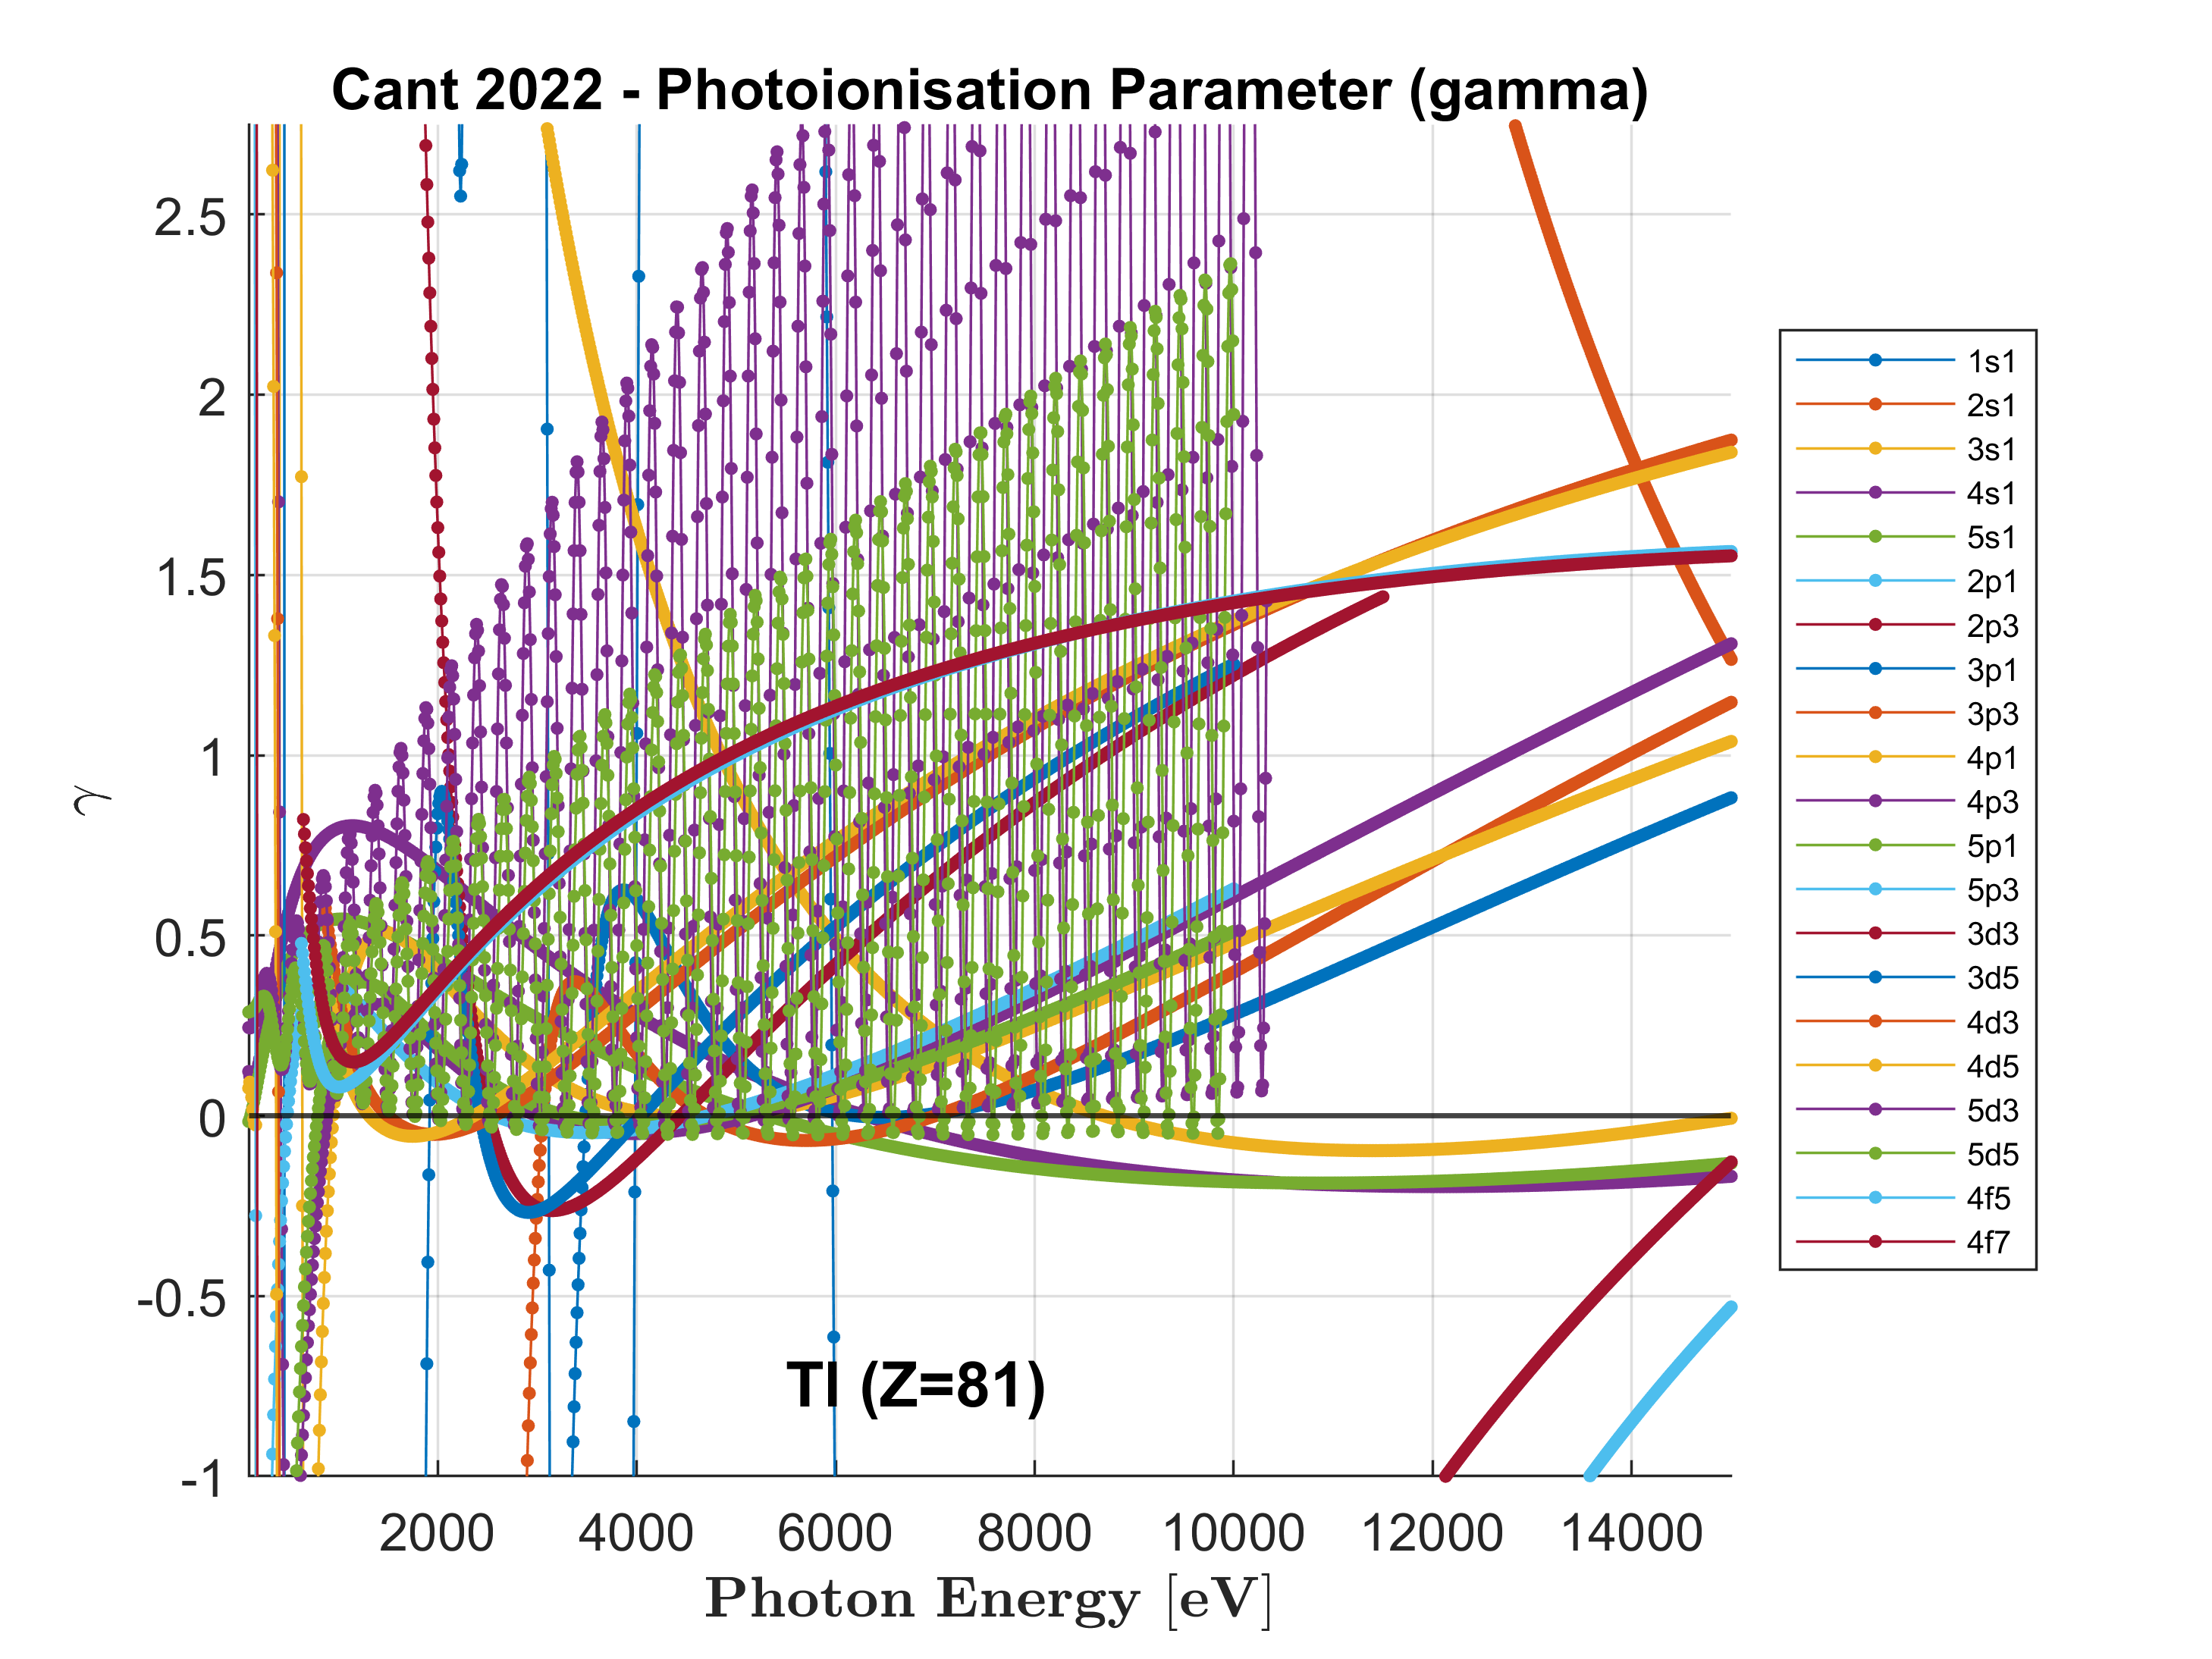 Cant 2022 - Photoionisation Parameter (gamma)
2.5
2
1.5
1
0.5
0
-0.5
-1
γ
2000 4000 6000 8000 10000 12000 14000
Photon Energy [eV]
Tl (Z=81)
1s1
2s1
3s1
4s1
5s1
2p1
2p3
3p1
3p3
4p1
4p3
5p1
5p3
3d3
3d5
4d3
4d5
5d3
5d5
4f5
4f7